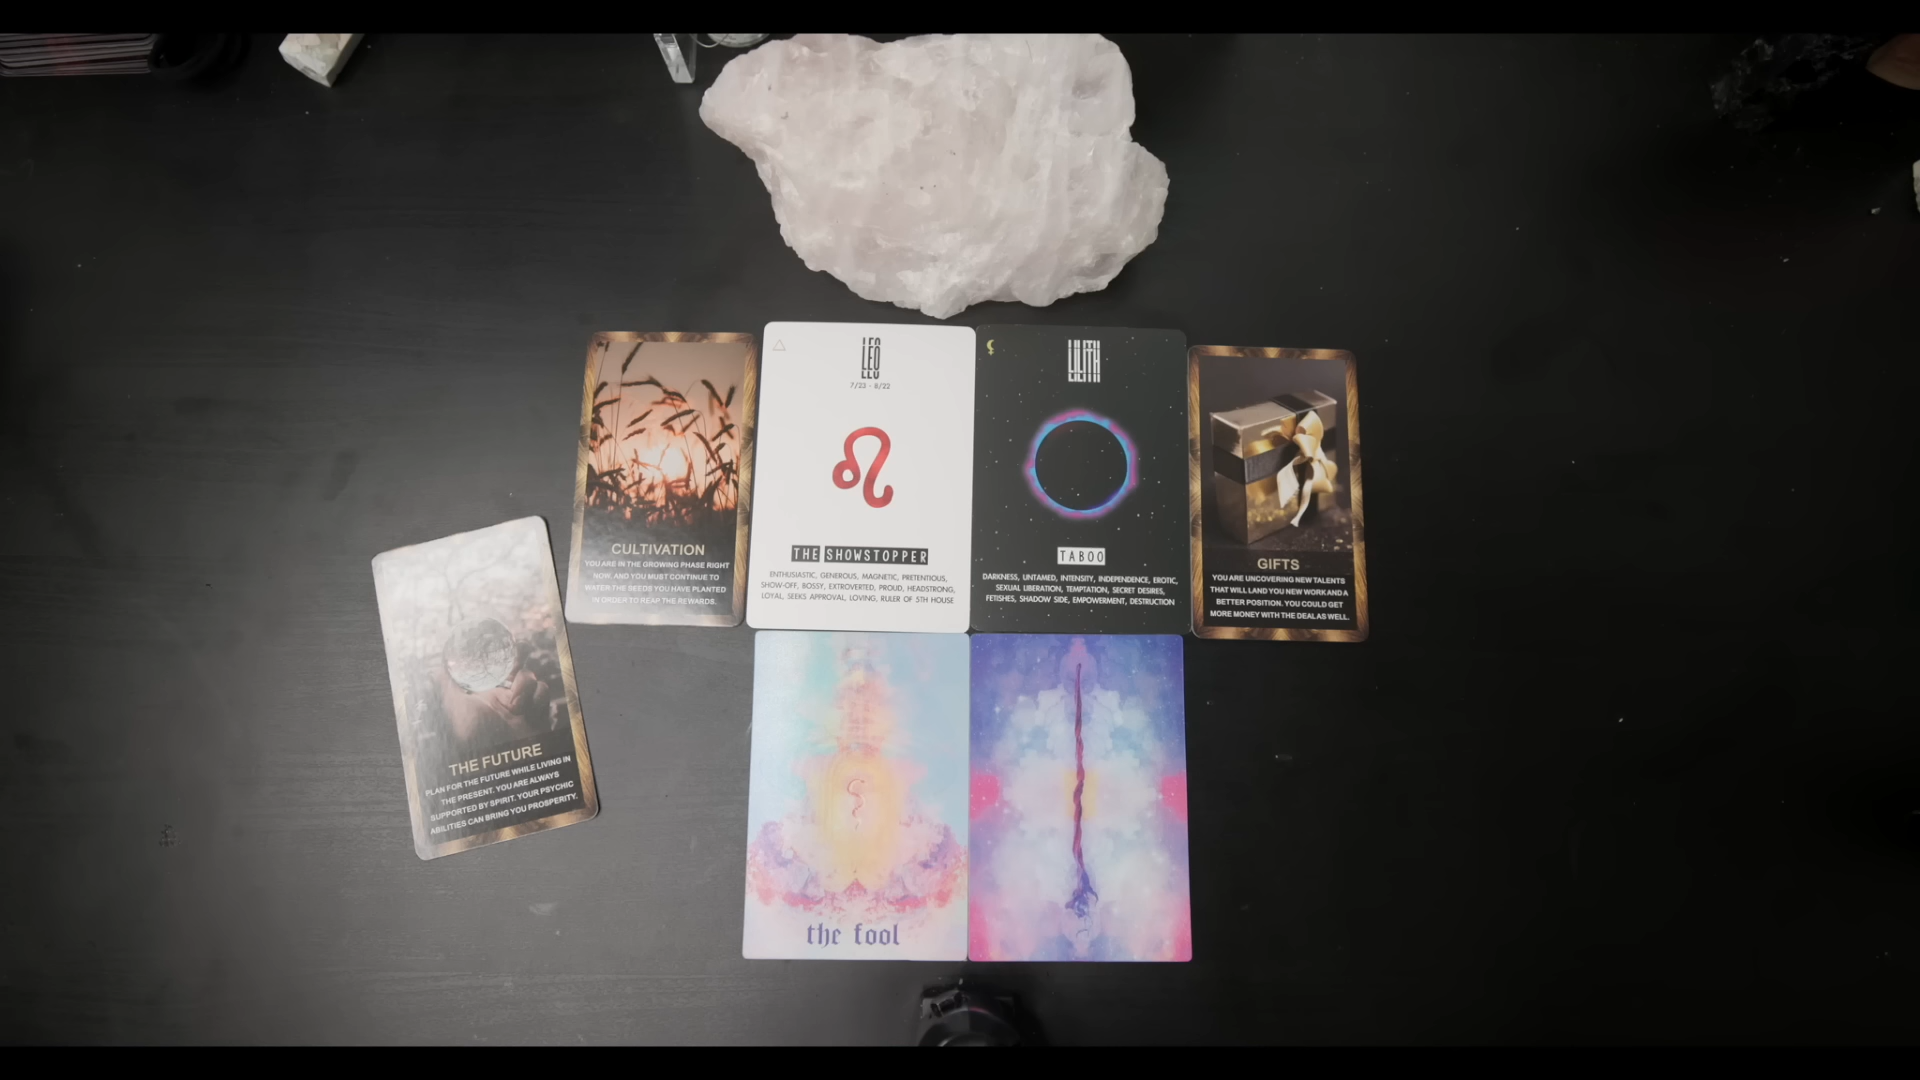 CULTIVATION
YOU ARE IN THE GROWING PHASE RIGHT
NOW, AND YOU MUST CONTINUE TO
WATER THE SEEDS YOU HAVE PLANTED
IN ORDER TO REAP THE REWARDS.
LEO
7/23 - 8/22
THE SHOWSTOPPER
ENTHUSIASTIC, GENEROUS, MAGNETIC, PRETENTIOUS,
SHOW-OFF, BOSSY, EXTROVERTED, PROUD, HEADSTRONG,
LOYAL, SEEKS APPROVAL, LOVING, RULER OF 5TH HOUSE
LILITH
TABOO
DARKNESS, UNTAMED, INTENSITY, INDEPENDENCE, EROTIC,
SEXUAL LIBERATION, TEMPTATION, SECRET DESIRES,
FETISHES, SHADOW SIDE, EMPOWERMENT, DESTRUCTION
GIFTS
YOU ARE UNCOVERING NEW TALENTS
THAT WILL LAND YOU NEW WORK AND A
BETTER POSITION. YOU COULD GET
MORE MONEY WITH THE DEAL AS WELL.
THE FUTURE
PLAN FOR THE FUTURE WHILE LIVING IN
THE PRESENT. YOU ARE ALWAYS
SUPPORTED BY SPIRIT. YOUR PSYCHIC
ABILITIES CAN BRING YOU PROSPERITY.
the fool